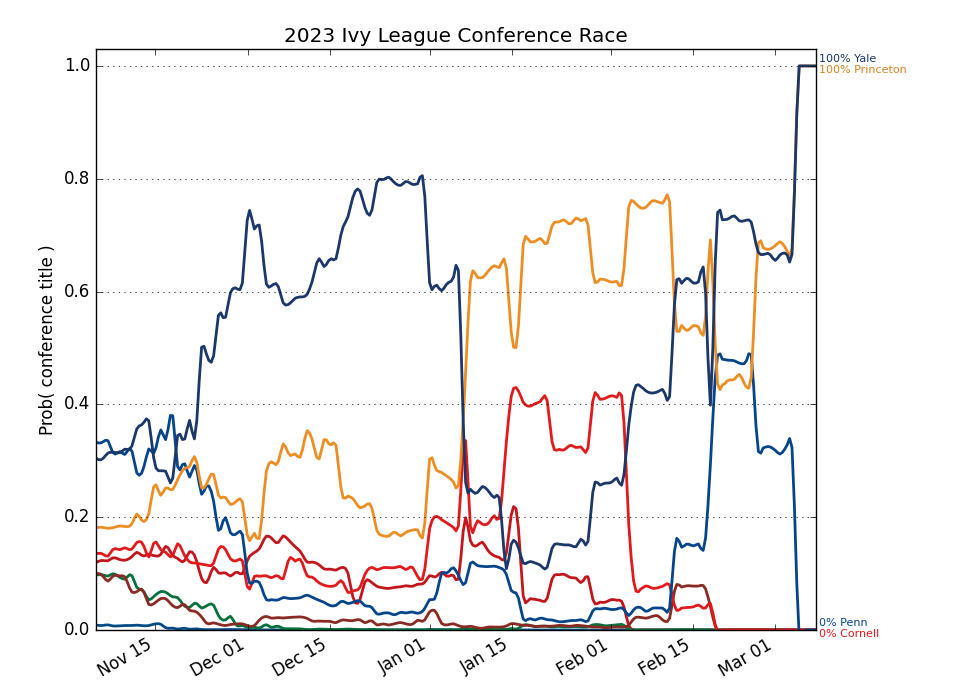 2023 Ivy League Conference Race
1.0
0.8
0.6
0.4
0.2
0.0
Prob( conference title )
100% Yale
100% Princeton
0% Penn
0% Cornell
Nov 15
Dec 01
Dec 15
Jan 01
Jan 15
Feb 01
Feb 15
Mar 01